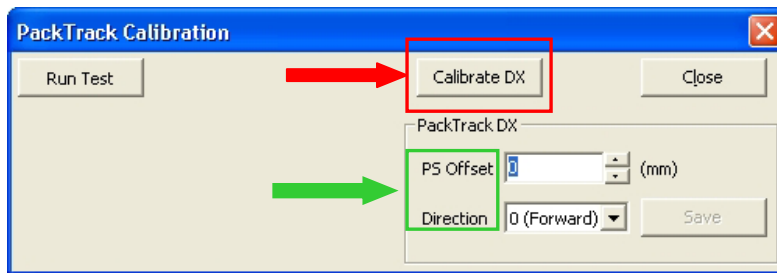 PackTrack Calibration
Run Test
Calibrate DX
Close
PackTrack DX
PS Offset 0 (mm)
Direction 0 (Forward)
Save